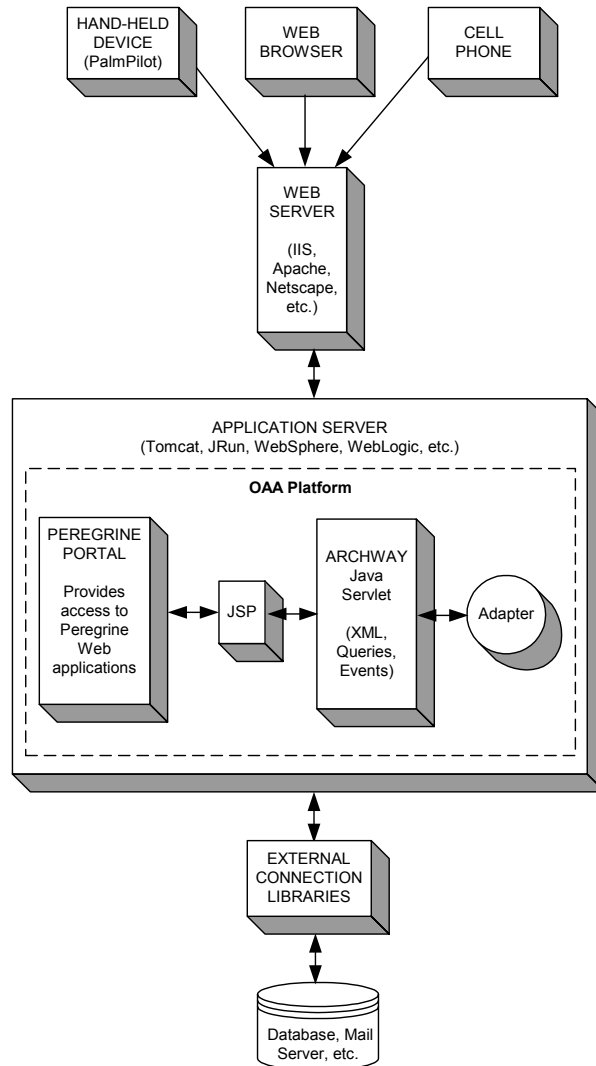 HAND-HELD
DEVICE
(PalmPilot)
WEB
BROWSER
CELL
PHONE
WEB
SERVER
(IIS,
Apache,
Netscape,
etc.)
APPLICATION SERVER
(Tomcat, JRun, WebSphere, WebLogic, etc.)
OAA Platform
PEREGRINE
PORTAL
Provides
access to
Peregrine
Web
applications
JSP
ARCHWAY
Java
Servlet
(XML,
Queries,
Events)
Adapter
EXTERNAL
CONNECTION
LIBRARIES
Database, Mail
Server, etc.